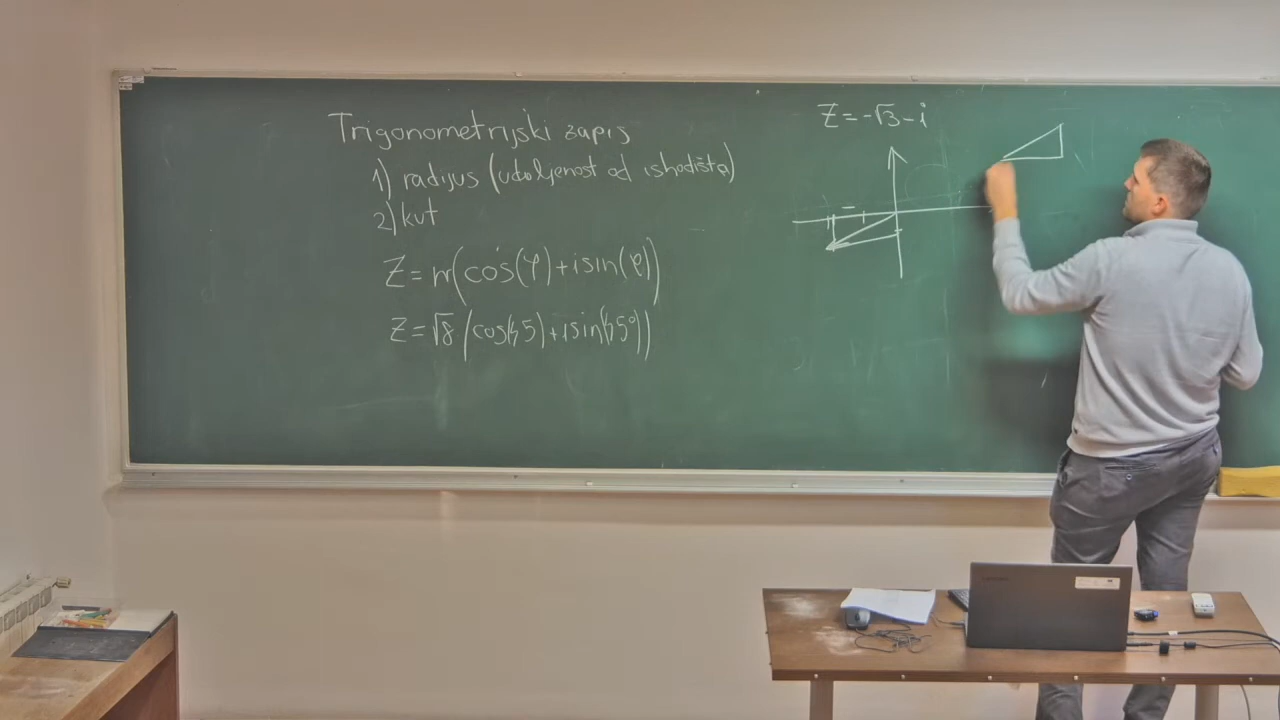 Trigonometrijski zapis
1) radijus (udaljenost od ishodišta)
2) kut
Z = r(cos(φ) + i sin(φ))
Z = √8 (cos(45) + i sin(45°))
Z = -√3 - i